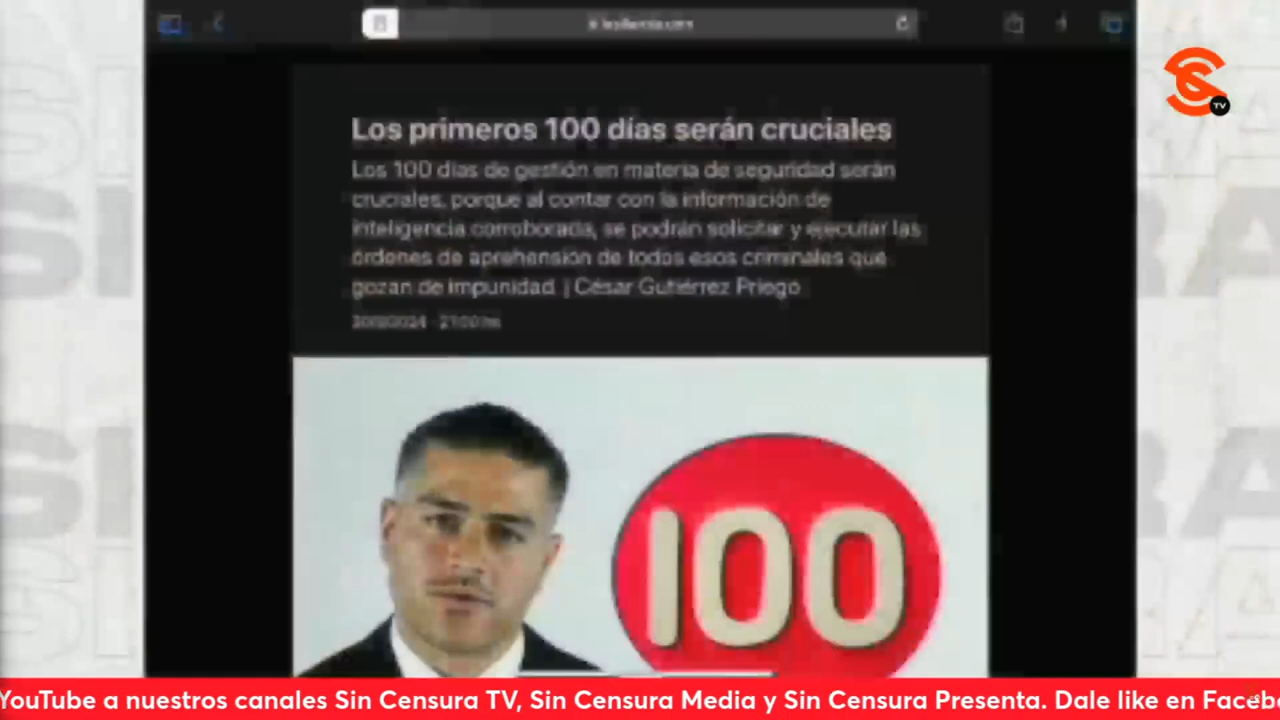 TV
Los primeros 100 días serán cruciales
Los 100 días de gestión en materia de seguridad serán
cruciales, porque al contar con la información de
inteligencia corroborada, se podrán solicitar y ejecutar las
órdenes de aprehensión de todos esos criminales que
gozan de impunidad. | César Gutiérrez Priego
100
YouTube a nuestros canales Sin Censura TV, Sin Censura Media y Sin Censura Presenta. Dale like en Faceb